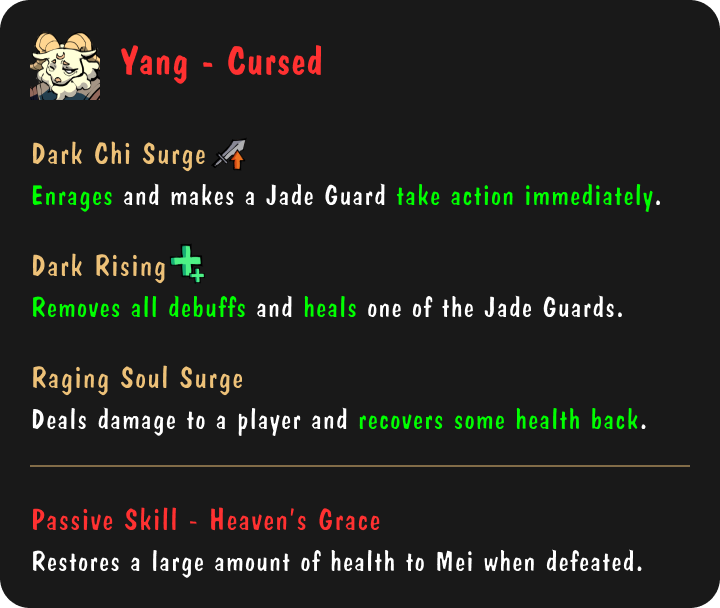 Yang - Cursed
Dark Chi Surge
Enrages and makes a Jade Guard take action immediately.
Dark Rising
Removes all debuffs and heals one of the Jade Guards.
Raging Soul Surge
Deals damage to a player and recovers some health back.
Passive Skill - Heaven's Grace
Restores a large amount of health to Mei when defeated.